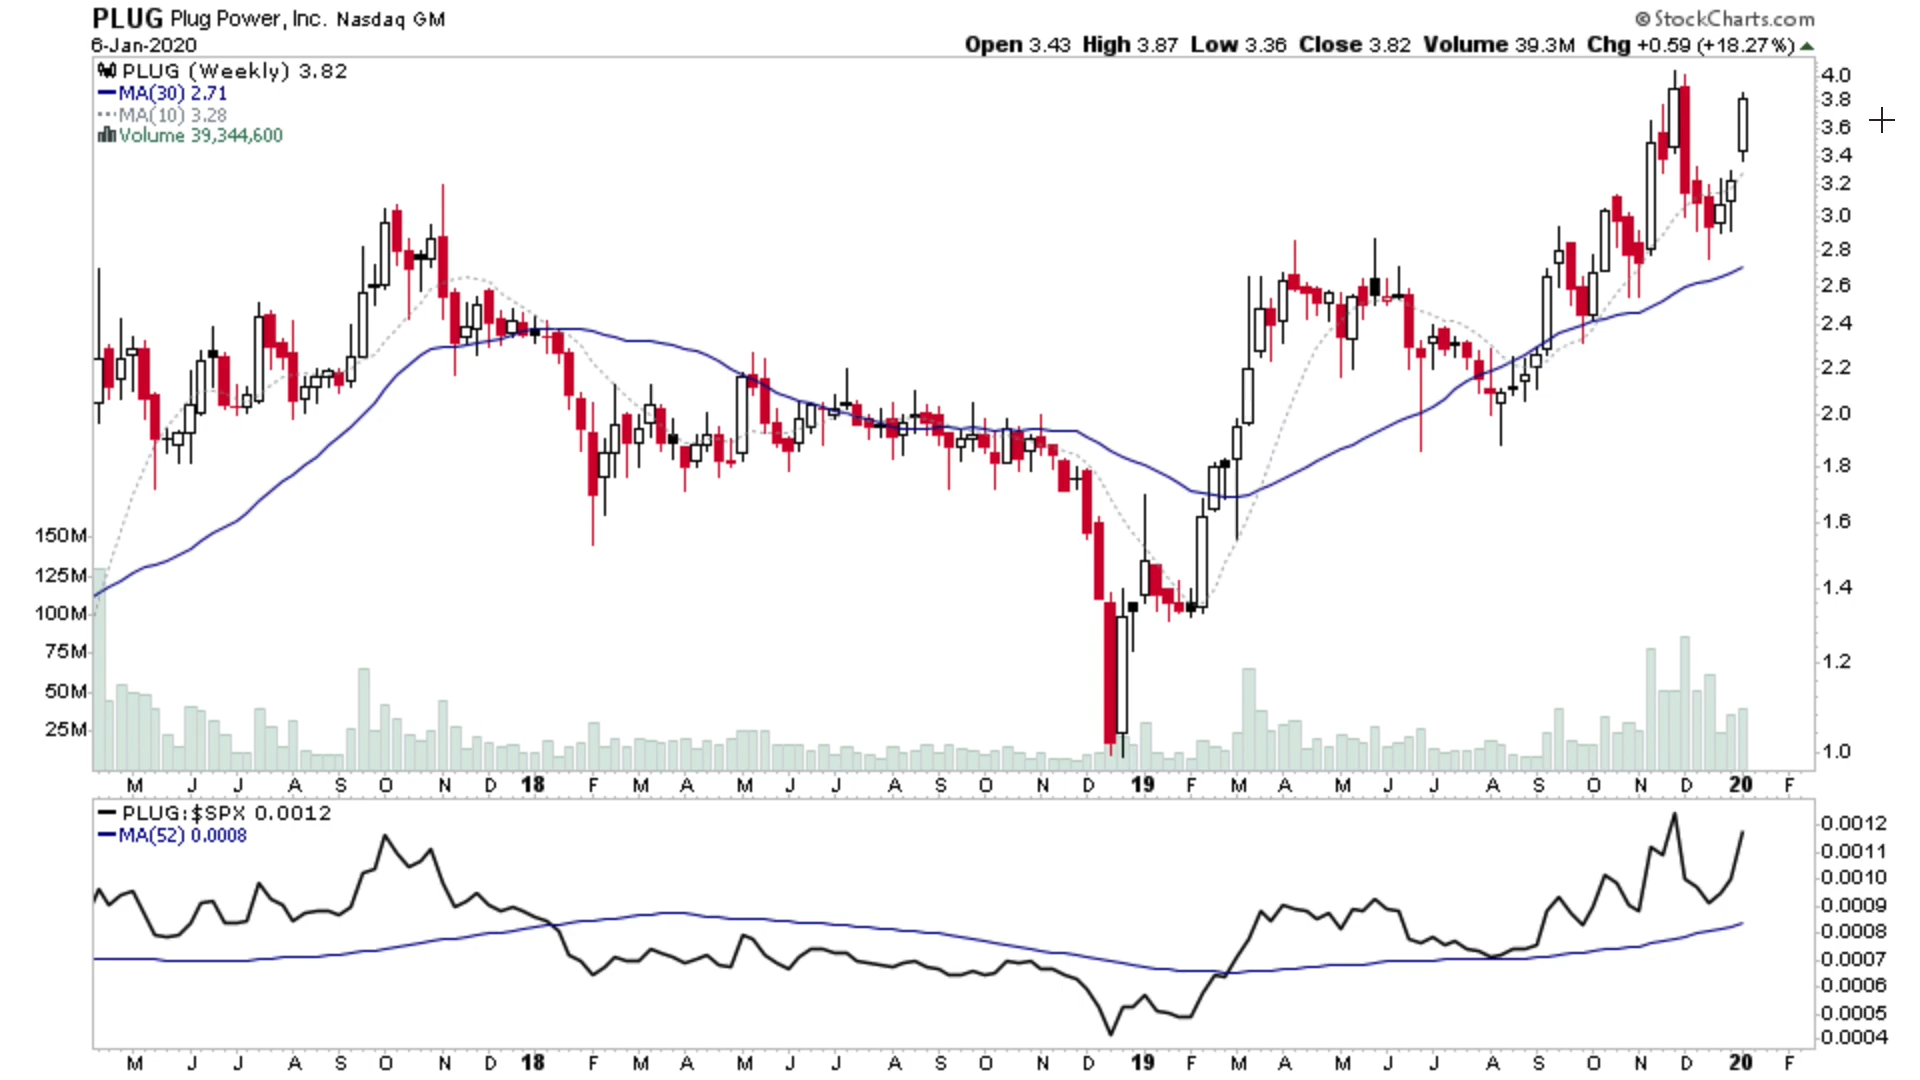 PLUG Plug Power, Inc. Nasdaq GM
© StockCharts.com
6-Jan-2020
Open 3.43 High 3.87 Low 3.36 Close 3.82 Volume 39.3M Chg +0.59 (+18.27%)
PLUG (Weekly) 3.82
MA(30) 2.71
MA(10) 3.28
Volume 39,344,600
4.0
3.8
3.6
3.4
3.2
3.0
2.8
2.6
2.4
2.2
2.0
1.8
1.6
1.4
1.2
1.0
150M
125M
100M
75M
50M
25M
M J J A S O N D 18 F M A M J J A S O N D 19 F M A M J J A S O N D 20 F
PLUG:$SPX 0.0012
MA(52) 0.0008
0.0012
0.0011
0.0010
0.0009
0.0008
0.0007
0.0006
0.0005
0.0004
M J J A S O N D 18 F M A M J J A S O N D 19 F M A M J J A S O N D 20 F